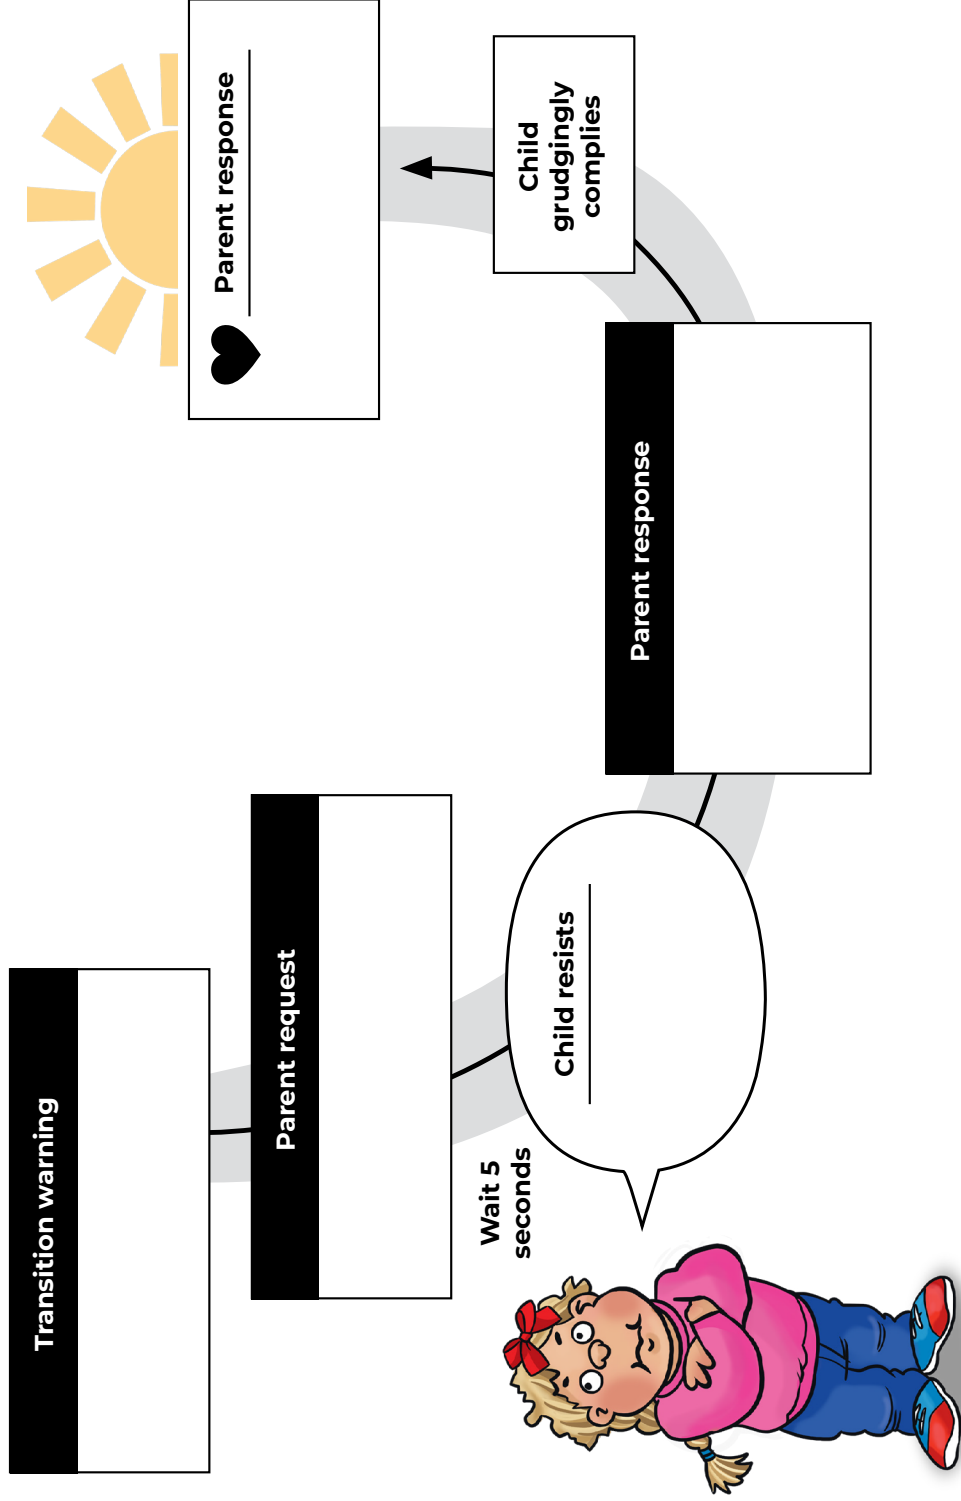 Transition warning
Parent request
Wait 5
seconds
Child resists
Parent response
Child
grudgingly
complies
Parent response